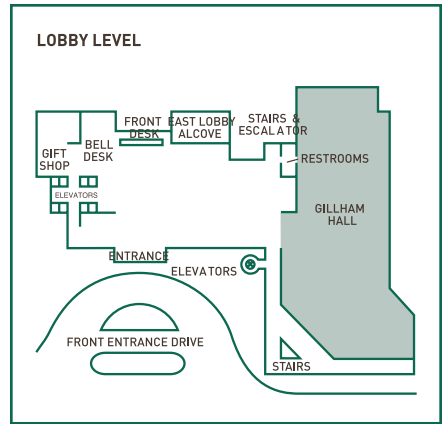 LOBBY LEVEL
FRONT
DESK
EAST LOBBY
ALCOVE
STAIRS &
ESCALATOR
BELL
DESK
GIFT
SHOP
RESTROOMS
ELEVATORS
GILLHAM
HALL
ENTRANCE
ELEVATORS
FRONT ENTRANCE DRIVE
STAIRS